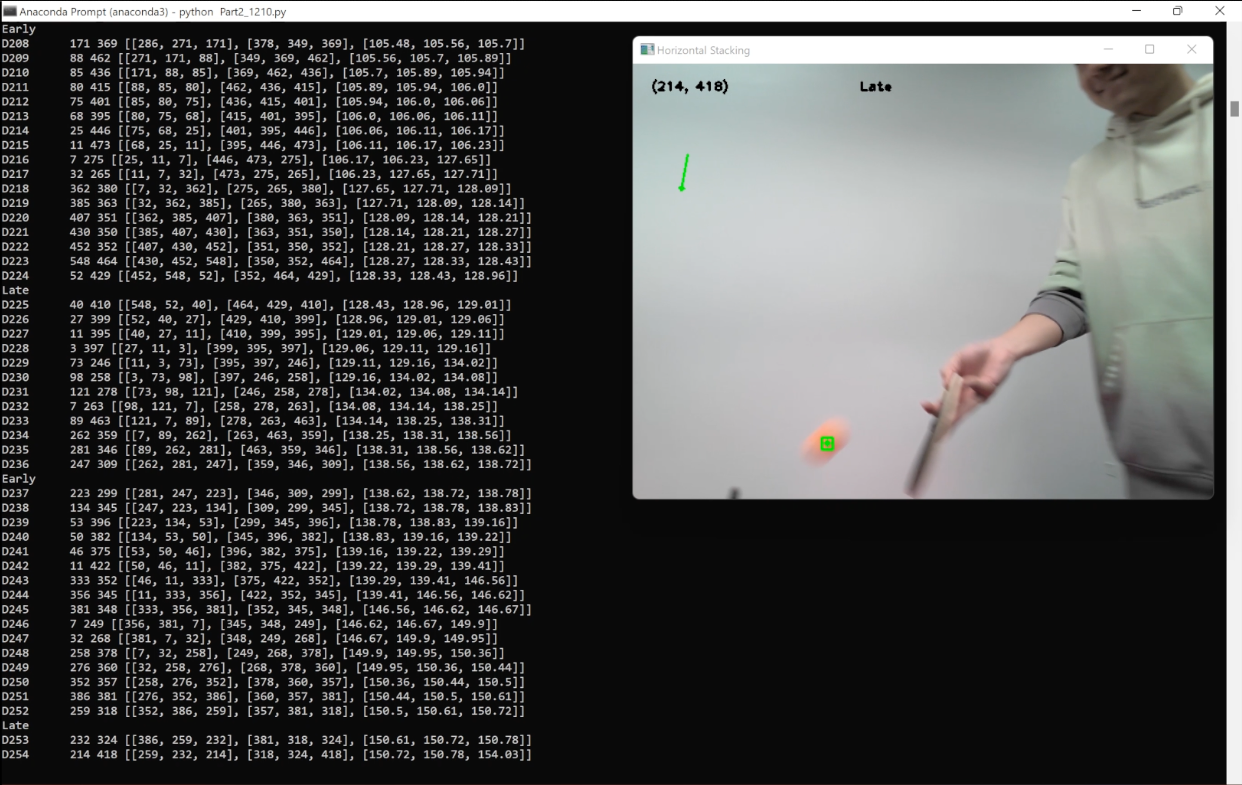 Anaconda Prompt (anaconda3) - python Part2_1210.py
Early
D208 171 369 [[286, 271, 171], [378, 349, 369], [105.48, 105.56, 105.7]]
D209 88 462 [[271, 171, 88], [349, 369, 462], [105.56, 105.7, 105.89]]
D210 85 436 [[171, 88, 85], [369, 462, 436], [105.7, 105.89, 105.94]]
D211 80 415 [[88, 85, 80], [462, 436, 415], [105.89, 105.94, 106.0]]
D212 75 401 [[85, 80, 75], [436, 415, 401], [105.94, 106.0, 106.06]]
D213 68 395 [[80, 75, 68], [415, 401, 395], [106.0, 106.06, 106.11]]
D214 25 446 [[75, 68, 25], [401, 395, 446], [106.06, 106.11, 106.17]]
D215 11 473 [[68, 25, 11], [395, 446, 473], [106.11, 106.17, 106.23]]
D216 7 275 [[25, 11, 7], [446, 473, 275], [106.17, 106.23, 127.65]]
D217 32 265 [[11, 7, 32], [473, 275, 265], [106.23, 127.65, 127.71]]
D218 362 380 [[7, 32, 362], [275, 265, 380], [127.65, 127.71, 128.09]]
D219 385 363 [[32, 362, 385], [265, 380, 363], [127.71, 128.09, 128.14]]
D220 407 351 [[362, 385, 407], [380, 363, 351], [128.09, 128.14, 128.21]]
D221 430 350 [[385, 407, 430], [363, 351, 350], [128.14, 128.21, 128.27]]
D222 452 352 [[407, 430, 452], [351, 350, 352], [128.21, 128.27, 128.33]]
D223 548 464 [[430, 452, 548], [350, 352, 464], [128.27, 128.33, 128.43]]
D224 52 429 [[452, 548, 52], [352, 464, 429], [128.33, 128.43, 128.96]]
Late
D225 40 410 [[548, 52, 40], [464, 429, 410], [128.43, 128.96, 129.01]]
D226 27 399 [[52, 40, 27], [429, 410, 399], [128.96, 129.01, 129.06]]
D227 11 395 [[40, 27, 11], [410, 399, 395], [129.01, 129.06, 129.11]]
D228 3 397 [[27, 11, 3], [399, 395, 397], [129.06, 129.11, 129.16]]
D229 73 246 [[11, 3, 73], [395, 397, 246], [129.11, 129.16, 134.02]]
D230 98 258 [[3, 73, 98], [397, 246, 258], [129.16, 134.02, 134.08]]
D231 121 278 [[73, 98, 121], [246, 258, 278], [134.02, 134.08, 134.14]]
D232 7 263 [[98, 121, 7], [258, 278, 263], [134.08, 134.14, 138.25]]
D233 89 463 [[121, 7, 89], [278, 263, 463], [134.14, 138.25, 138.31]]
D234 262 359 [[7, 89, 262], [263, 463, 359], [138.25, 138.31, 138.56]]
D235 281 346 [[89, 262, 281], [463, 359, 346], [138.31, 138.56, 138.62]]
D236 247 309 [[262, 281, 247], [359, 346, 309], [138.56, 138.62, 138.72]]
Early
D237 223 299 [[281, 247, 223], [346, 309, 299], [138.62, 138.72, 138.78]]
D238 134 345 [[247, 223, 134], [309, 299, 345], [138.72, 138.78, 138.83]]
D239 53 396 [[223, 134, 53], [299, 345, 396], [138.78, 138.83, 139.16]]
D240 50 382 [[134, 53, 50], [345, 396, 382], [138.83, 139.16, 139.22]]
D241 46 375 [[53, 50, 46], [396, 382, 375], [139.16, 139.22, 139.29]]
D242 11 422 [[50, 46, 11], [382, 375, 422], [139.22, 139.29, 139.41]]
D243 333 352 [[46, 11, 333], [375, 422, 352], [139.29, 139.41, 146.56]]
D244 356 345 [[11, 333, 356], [422, 352, 345], [139.41, 146.56, 146.62]]
D245 381 348 [[333, 356, 381], [352, 345, 348], [146.56, 146.62, 146.67]]
D246 7 249 [[356, 381, 7], [345, 348, 249], [146.62, 146.67, 149.9]]
D247 32 268 [[381, 7, 32], [348, 249, 268], [146.67, 149.9, 149.95]]
D248 258 378 [[7, 32, 258], [249, 268, 378], [149.9, 149.95, 150.36]]
D249 276 360 [[32, 258, 276], [268, 378, 360], [149.95, 150.36, 150.44]]
D250 352 357 [[258, 276, 352], [378, 360, 357], [150.36, 150.44, 150.5]]
D251 386 381 [[276, 352, 386], [360, 357, 381], [150.44, 150.5, 150.61]]
D252 259 318 [[352, 386, 259], [357, 381, 318], [150.5, 150.61, 150.72]]
Late
D253 232 324 [[386, 259, 232], [381, 318, 324], [150.61, 150.72, 150.78]]
D254 214 418 [[259, 232, 214], [318, 324, 418], [150.72, 150.78, 154.03]]
Horizontal Stacking
(214, 418) Late